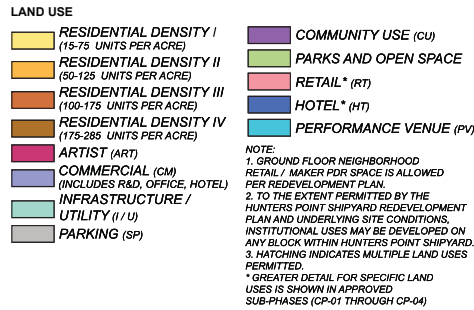 LAND USE
RESIDENTIAL DENSITY I
(15-75 UNITS PER ACRE)
RESIDENTIAL DENSITY II
(50-125 UNITS PER ACRE)
RESIDENTIAL DENSITY III
(100-175 UNITS PER ACRE)
RESIDENTIAL DENSITY IV
(175-285 UNITS PER ACRE)
ARTIST (ART)
COMMERCIAL (CM)
(INCLUDES R&D, OFFICE, HOTEL)
INFRASTRUCTURE /
UTILITY (I / U)
PARKING (SP)
COMMUNITY USE (CU)
PARKS AND OPEN SPACE
RETAIL* (RT)
HOTEL* (HT)
PERFORMANCE VENUE (PV)
NOTE:
1. GROUND FLOOR NEIGHBORHOOD
RETAIL / MAKER PDR SPACE IS ALLOWED
PER REDEVELOPMENT PLAN.
2. TO THE EXTENT PERMITTED BY THE
HUNTERS POINT SHIPYARD REDEVELOPMENT
PLAN AND UNDERLYING SITE CONDITIONS,
INSTITUTIONAL USES MAY BE DEVELOPED ON
ANY BLOCK WITHIN HUNTERS POINT SHIPYARD.
3. HATCHING INDICATES MULTIPLE LAND USES
PERMITTED.
* GREATER DETAIL FOR SPECIFIC LAND
USES IS SHOWN IN APPROVED
SUB-PHASES (CP-01 THROUGH CP-04)